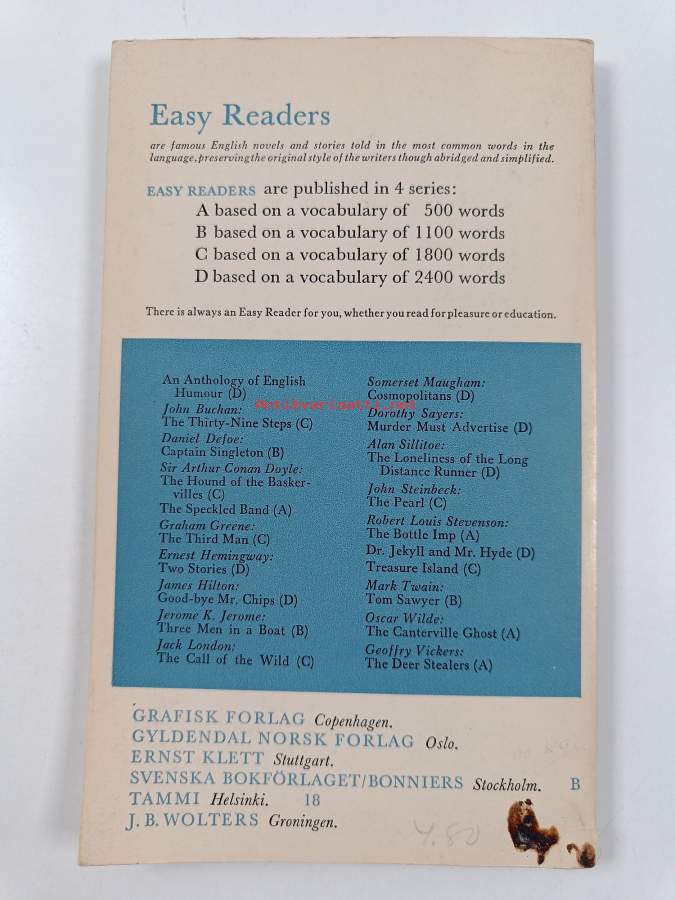 Easy Readers
are famous English novels and stories told in the most common words in the
language, preserving the original style of the writers though abridged and simplified.
EASY READERS are published in 4 series:
A based on a vocabulary of 500 words
B based on a vocabulary of 1100 words
C based on a vocabulary of 1800 words
D based on a vocabulary of 2400 words
There is always an Easy Reader for you, whether you read for pleasure or education.
An Anthology of English
Humour (D)
John Buchan:
The Thirty-Nine Steps (C)
Daniel Defoe:
Captain Singleton (B)
Sir Arthur Conan Doyle:
The Hound of the Basker-
villes (C)
The Speckled Band (A)
Graham Greene:
The Third Man (C)
Ernest Hemingway:
Two Stories (D)
James Hilton:
Good-bye Mr. Chips (D)
Jerome K. Jerome:
Three Men in a Boat (B)
Jack London:
The Call of the Wild (C)
Somerset Maugham:
Cosmopolitans (D)
Dorothy Sayers:
Murder Must Advertise (D)
Alan Sillitoe:
The Loneliness of the Long
Distance Runner (D)
John Steinbeck:
The Pearl (C)
Robert Louis Stevenson:
The Bottle Imp (A)
Dr. Jekyll and Mr. Hyde (D)
Treasure Island (C)
Mark Twain:
Tom Sawyer (B)
Oscar Wilde:
The Canterville Ghost (A)
Geoffry Vickers:
The Deer Stealers (A)
Antikvariaatti.net
GRAFISK FORLAG Copenhagen.
GYLDENDAL NORSK FORLAG Oslo.
ERNST KLETT Stuttgart.
SVENSKA BOKFÖRLAGET/BONNIERS Stockholm. B
TAMMI Helsinki. 18
J. B. WOLTERS Groningen.
4.80